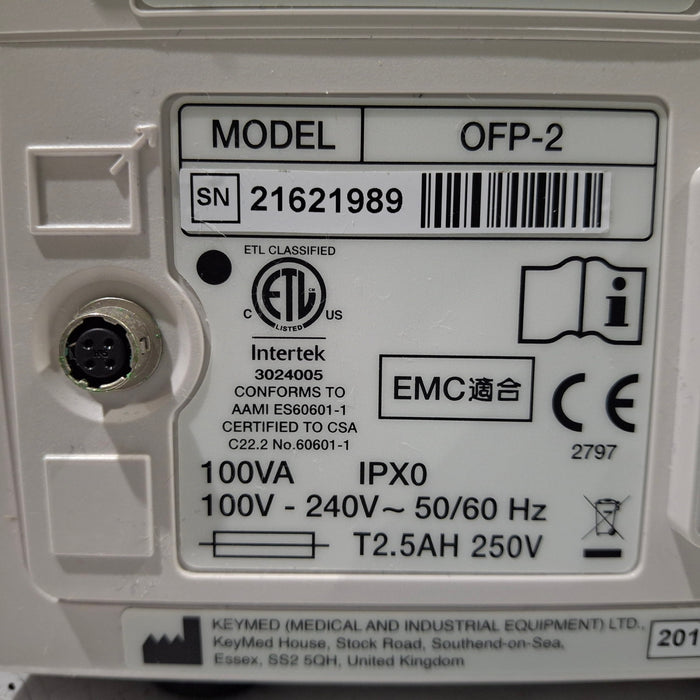 MODEL OFP-2
SN 21621989
ETL CLASSIFIED
ETL CM
C US
LISTED
Intertek
3024005
CONFORMS TO
AAMI ES60601-1
CERTIFIED TO CSA
C22.2 No.60601-1
i
EMC適合
CE
2797
100VA IPX0
100V - 240V~ 50/60 Hz
T2.5AH 250V
KEYMED (MEDICAL AND INDUSTRIAL EQUIPMENT) LTD.,
KeyMed House, Stock Road, Southend-on-Sea,
Essex, SS2 5QH, United Kingdom
201